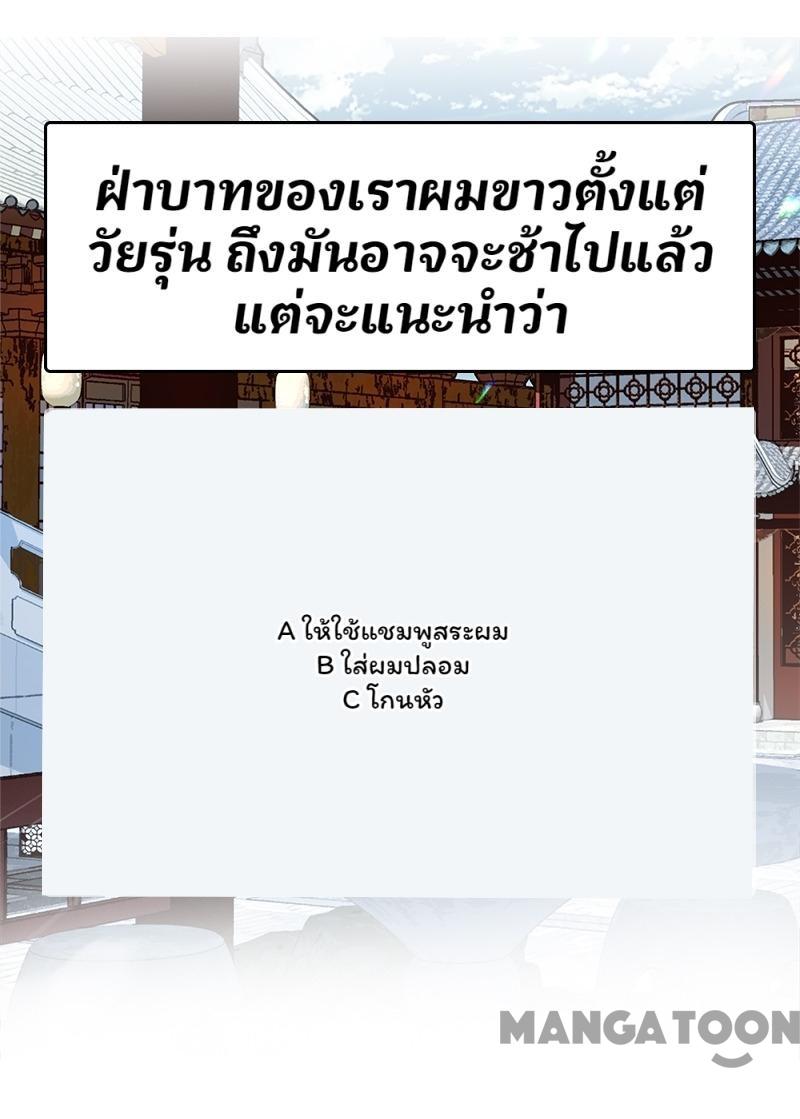 ฝ่าบาทของเราผมขาวตั้งแต่
วัยรุ่น ถึงมันอาจจะช้าไปแล้ว
แต่จะแนะนำว่า
A ให้ใช้แชมพูสระผม
B ใส่ผมปลอม
C โกนหัว
MANGATOON